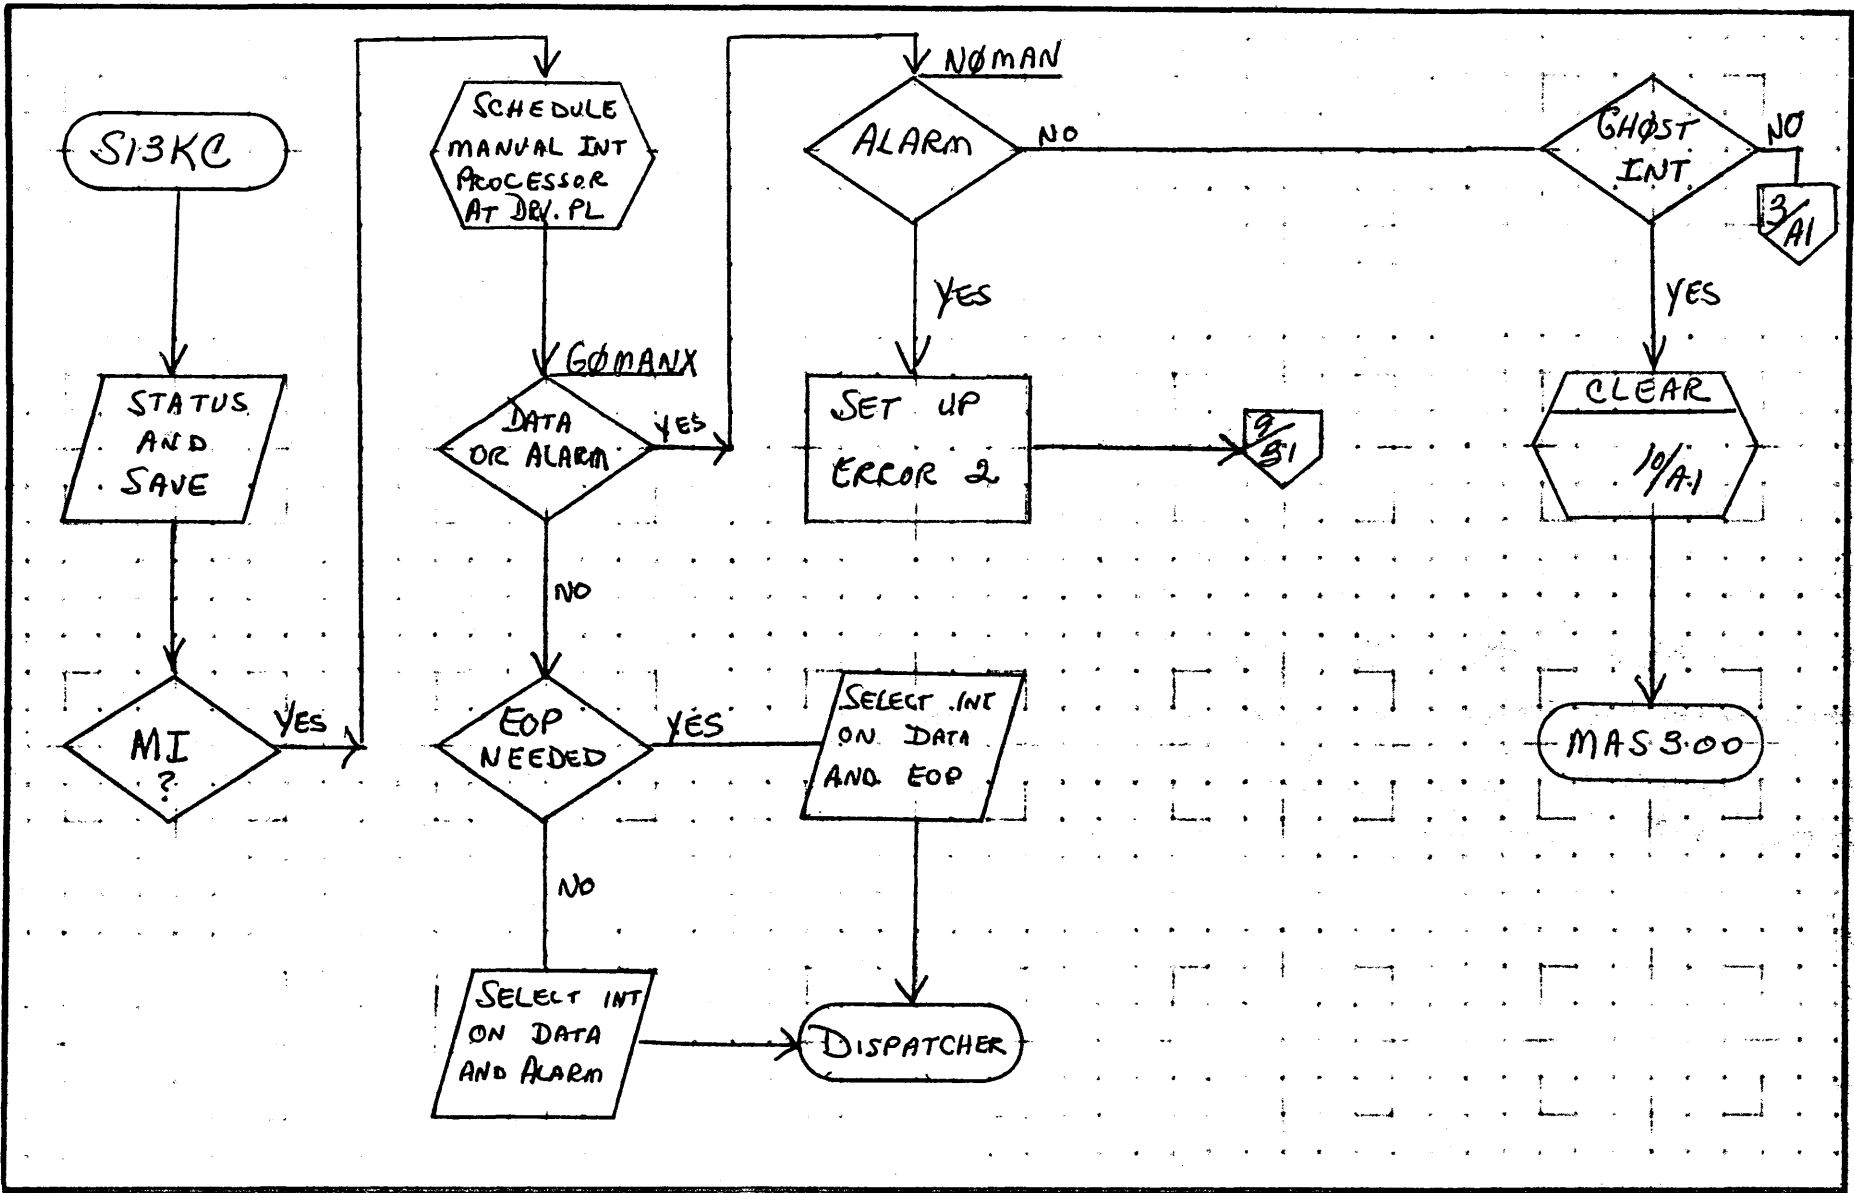 S13KC
STATUS
AND
SAVE
MI
?
YES
SCHEDULE
MANUAL INT
PROCESSOR
AT DRV. PL
GØMANX
DATA
OR ALARM
YES
NO
EOP
NEEDED
YES
NO
SELECT INT
ON DATA
AND ALARM
NØMAN
ALARM
NO
YES
SET UP
ERROR 2
9/B1
SELECT INT
ON DATA
AND EOP
DISPATCHER
GHØST
INT
NO
3/A1
YES
CLEAR
10/A1
MAS3.00